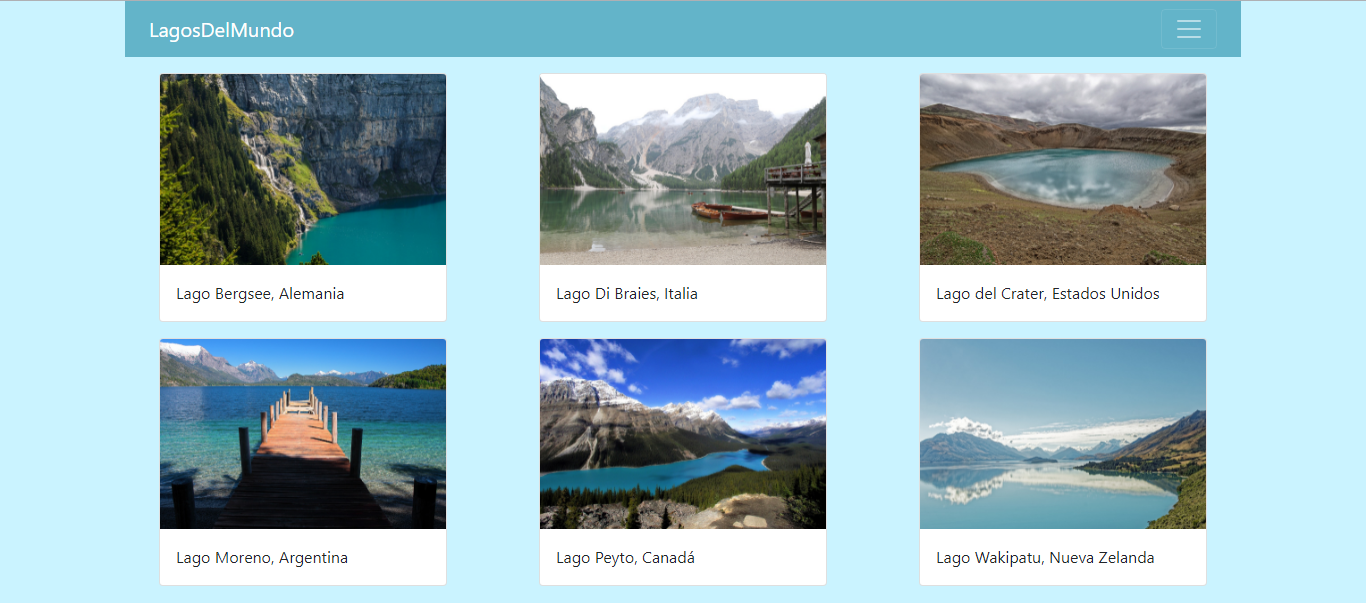 LagosDelMundo
Lago Bergsee, Alemania
Lago Di Braies, Italia
Lago del Crater, Estados Unidos
Lago Moreno, Argentina
Lago Peyto, Canadá
Lago Wakipatu, Nueva Zelanda